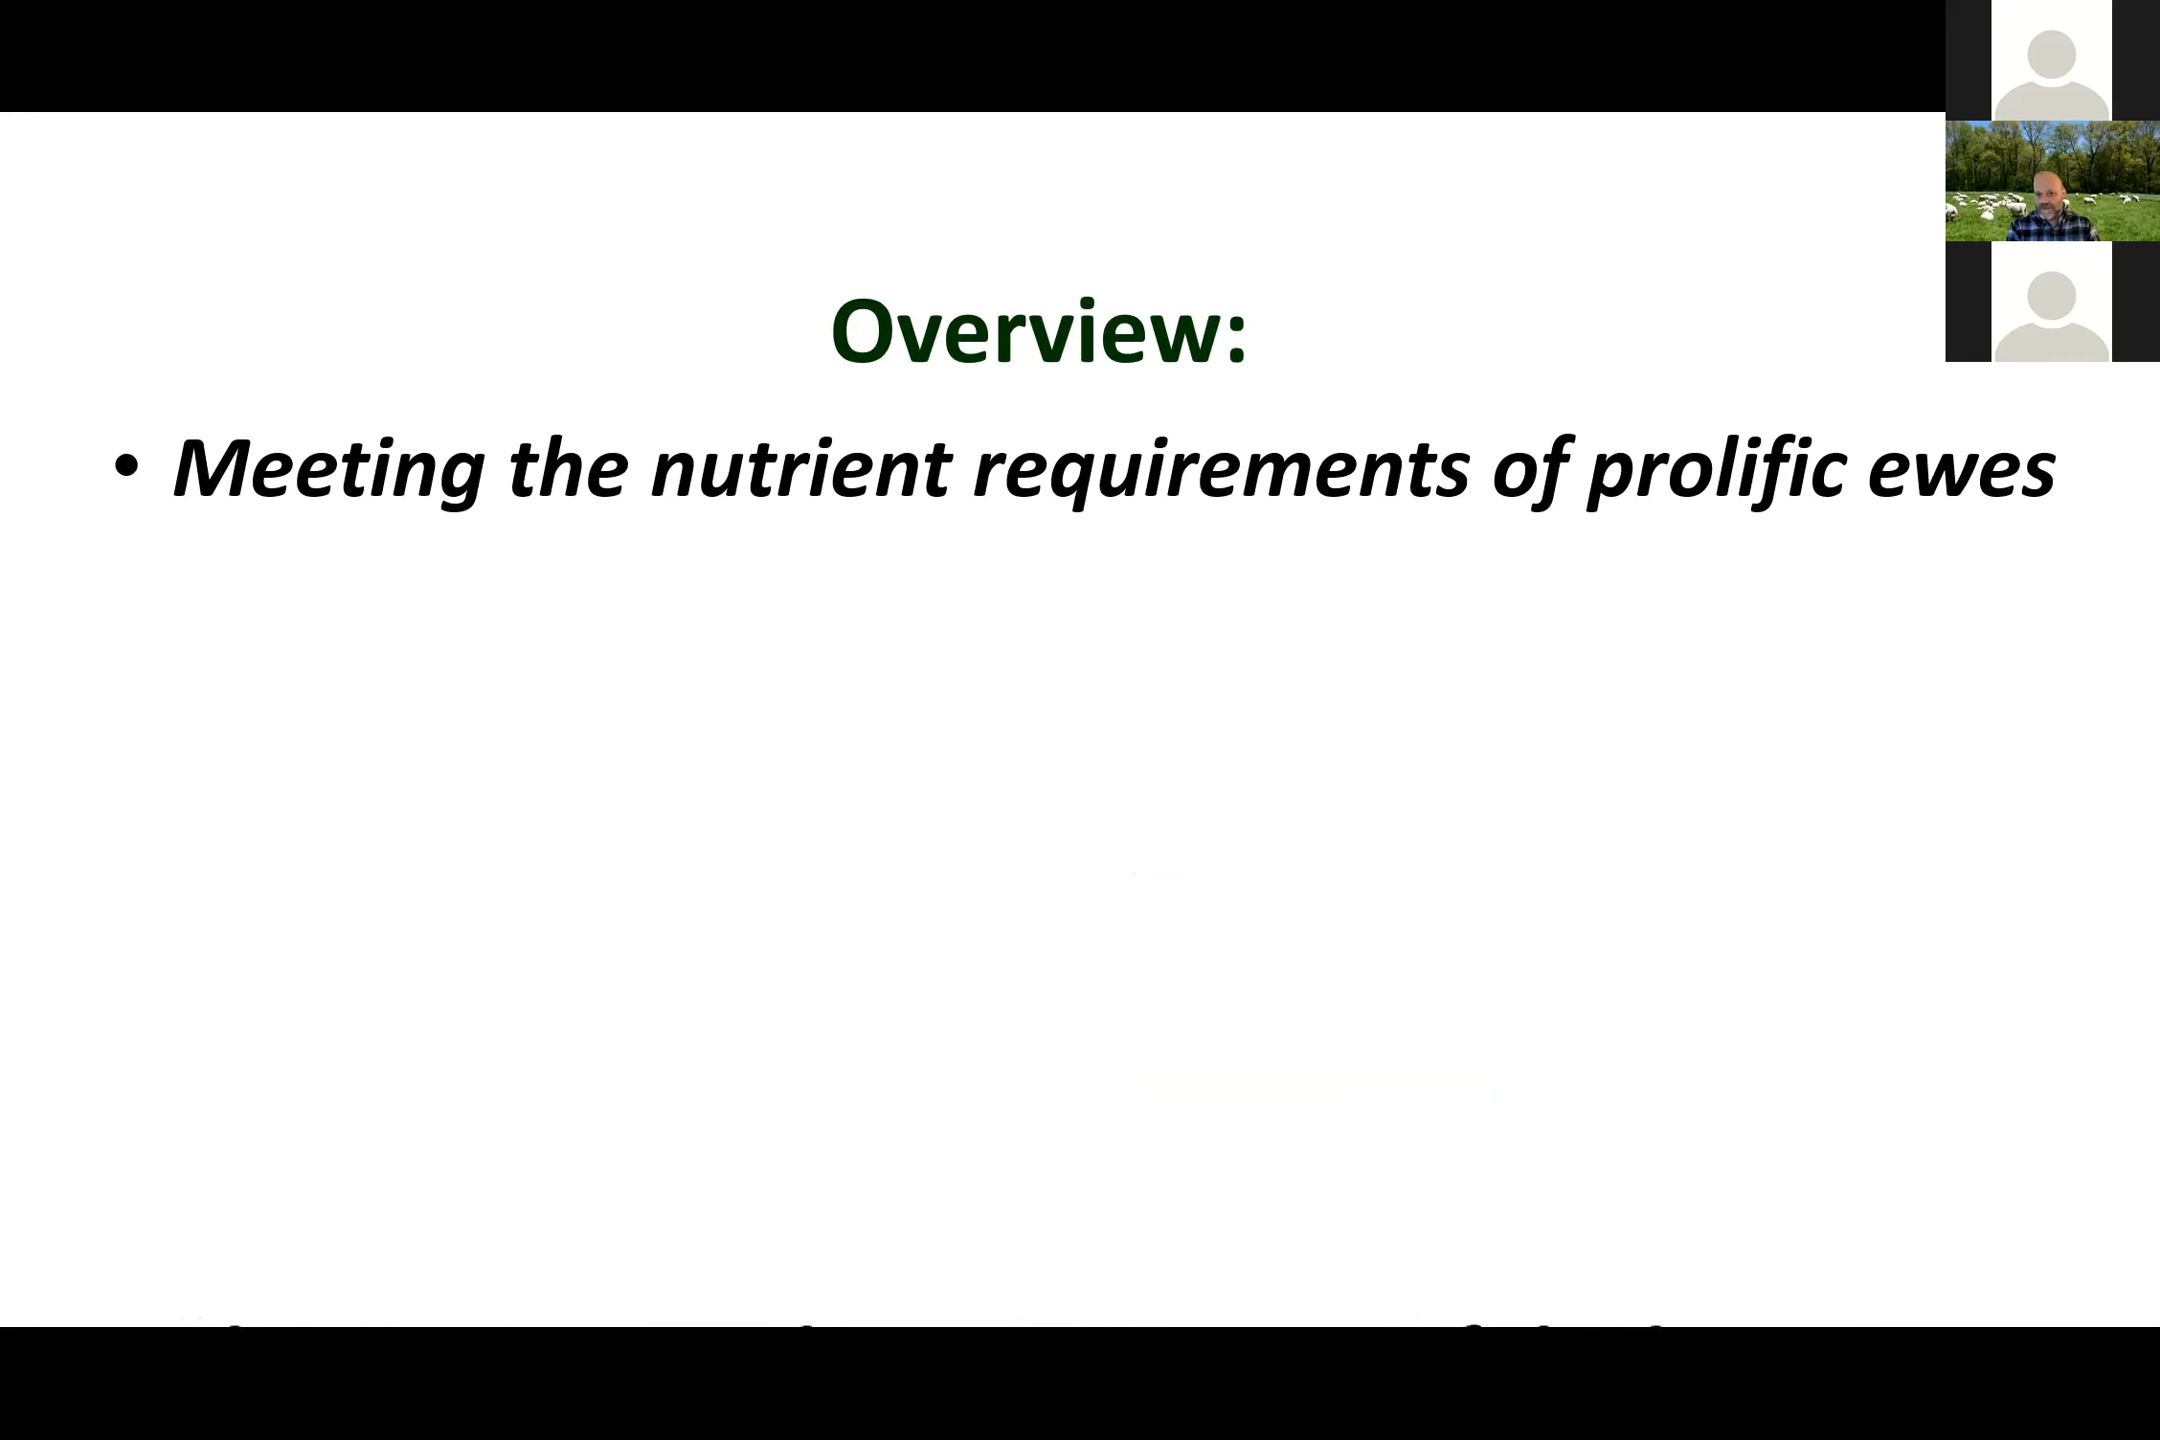 Overview:
• Meeting the nutrient requirements of prolific ewes